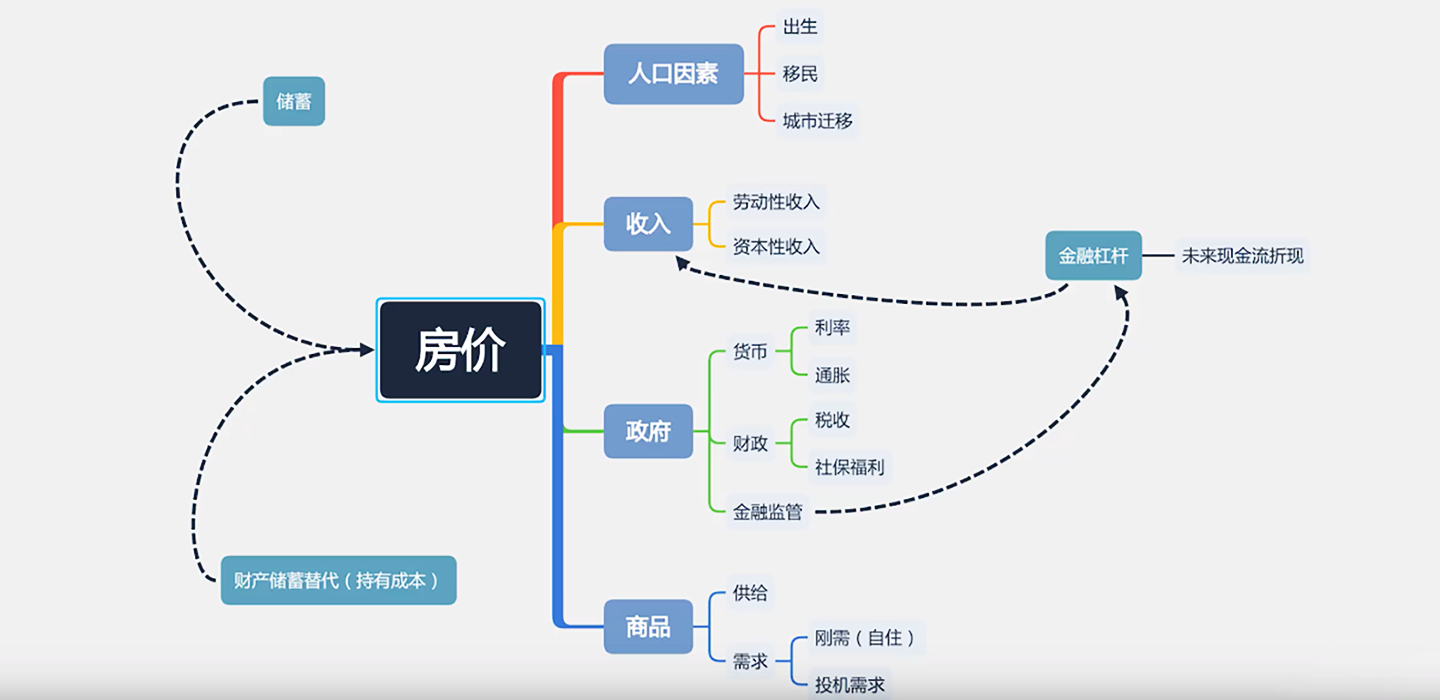 出生
人口因素
移民
储蓄
城市迁移
劳动性收入
收入
资本性收入
金融杠杆
未来现金流折现
房价
利率
货币
通胀
税收
政府
财政
社保福利
金融监管
财产储蓄替代（持有成本）
供给
商品
刚需（自住）
需求
投机需求